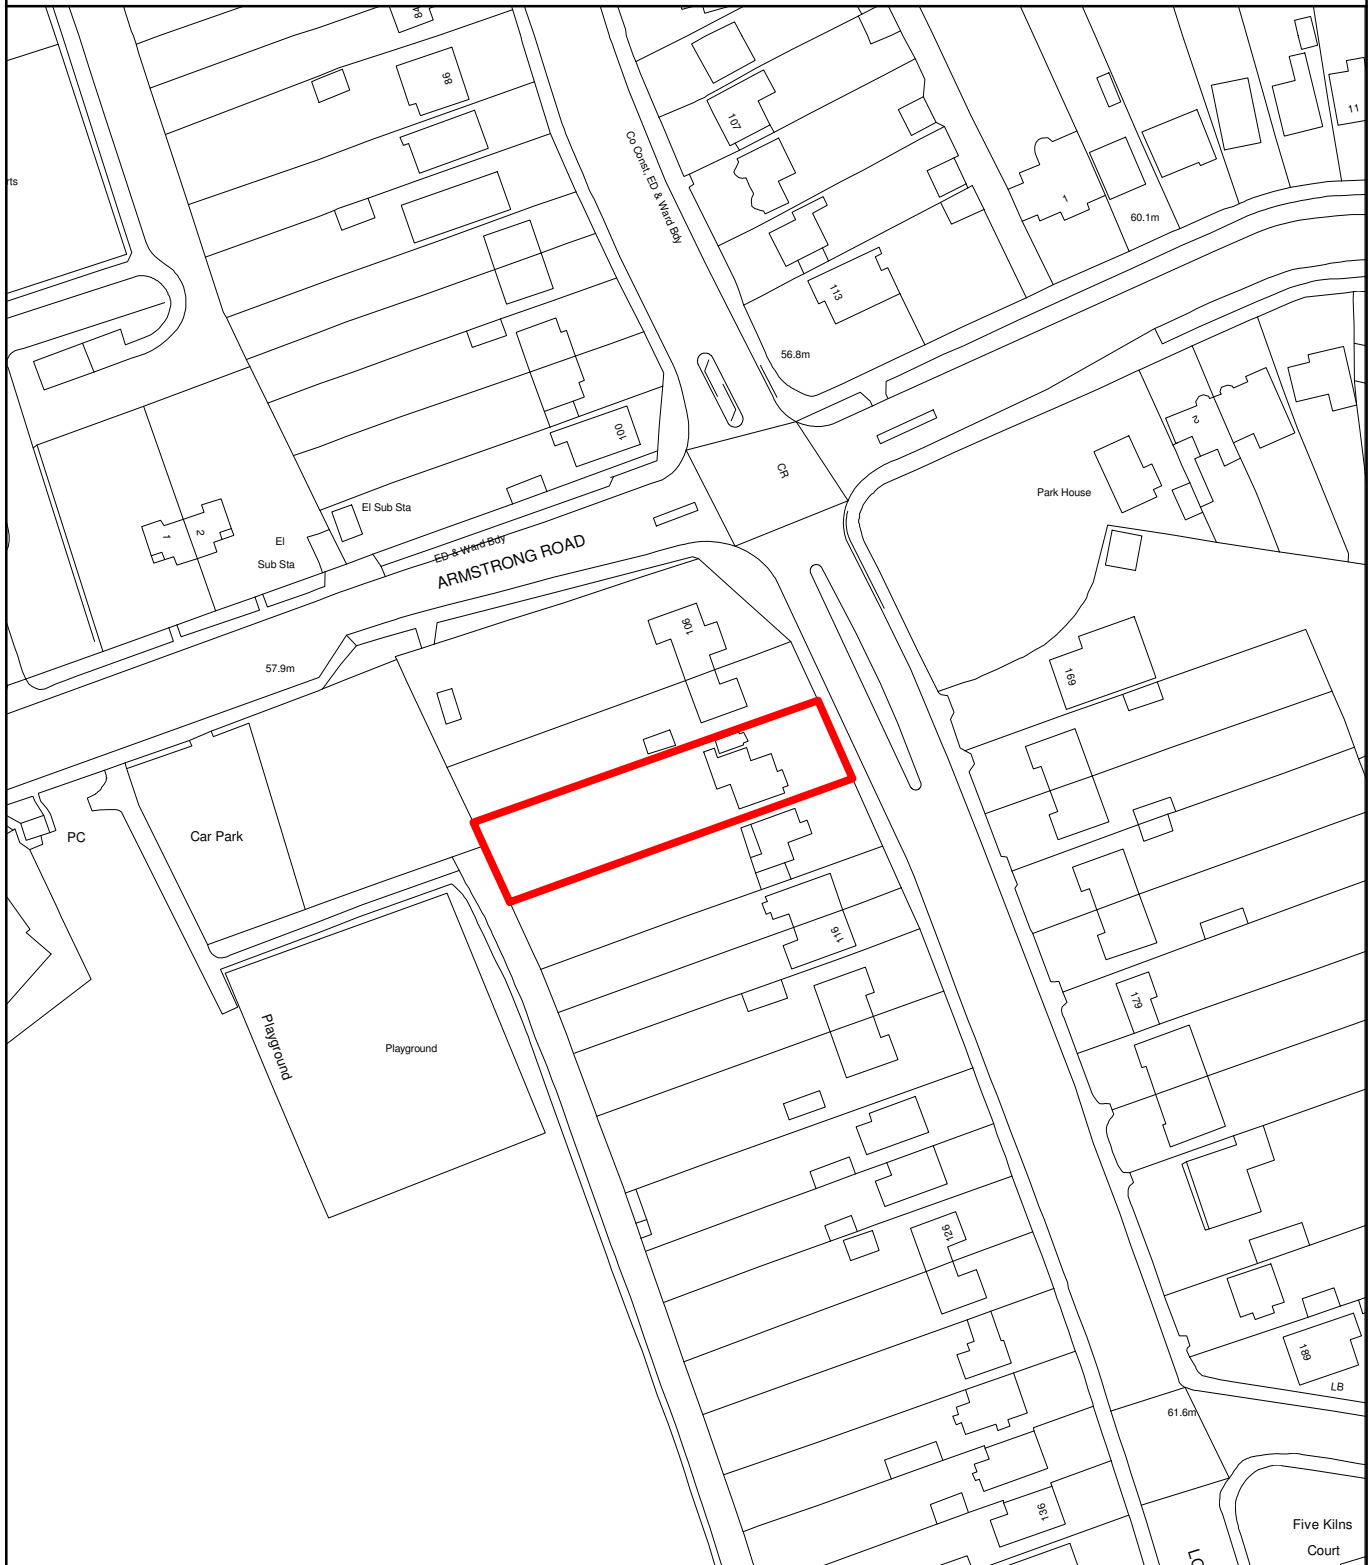 84
98
107
Co Const, ED & Ward Bdy
11
rts
1
60.1m
113
56.8m
2
100
CR
Park House
El Sub Sta
1
2
El
Sub Sta
ED & Ward Bdy
ARMSTRONG ROAD
106
57.9m
169
PC
Car Park
116
179
Playground
Playground
126
189
LB
61.6m
136
Five Kilns
Court
LO